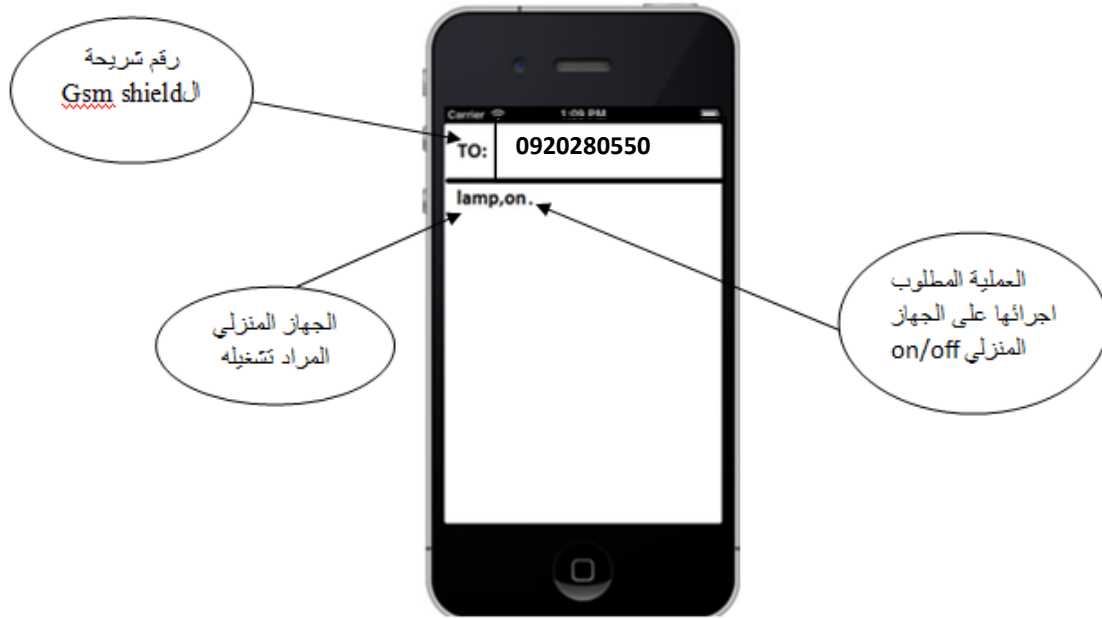 رقم شريحة
الGsm shield
Carrier 1:09 PM
TO: 0920280550
lamp,on.
العملية المطلوب
اجرائها على الجهاز
المنزلي on/off
الجهاز المنزلي
المراد تشغيله